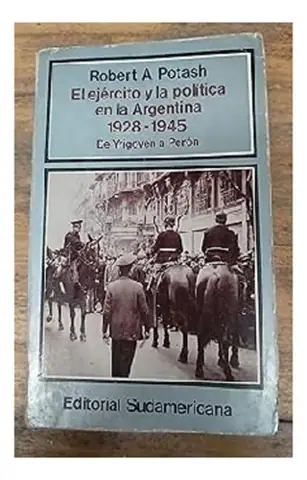 Robert A Potash
El ejército y la política
en la Argentina
1928-1945
De Yrigoyen a Perón
Editorial Sudamericana